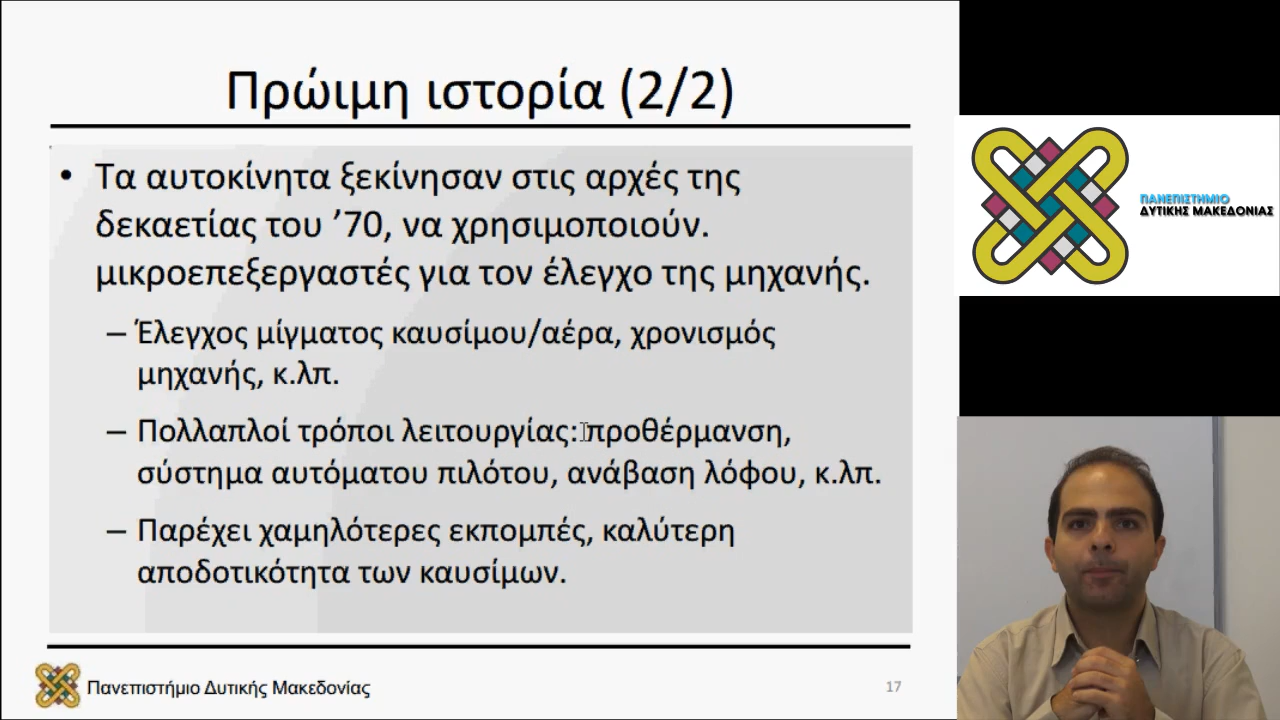 Πρώιμη ιστορία (2/2)
• Τα αυτοκίνητα ξεκίνησαν στις αρχές της
δεκαετίας του ’70, να χρησιμοποιούν.
μικροεπεξεργαστές για τον έλεγχο της μηχανής.
– Έλεγχος μίγματος καυσίμου/αέρα, χρονισμός
μηχανής, κ.λπ.
– Πολλαπλοί τρόποι λειτουργίας: προθέρμανση,
σύστημα αυτόματου πιλότου, ανάβαση λόφου, κ.λπ.
– Παρέχει χαμηλότερες εκπομπές, καλύτερη
αποδοτικότητα των καυσίμων.
Πανεπιστήμιο Δυτικής Μακεδονίας
17
ΠΑΝΕΠΙΣΤΗΜΙΟ
ΔΥΤΙΚΗΣ ΜΑΚΕΔΟΝΙΑΣ